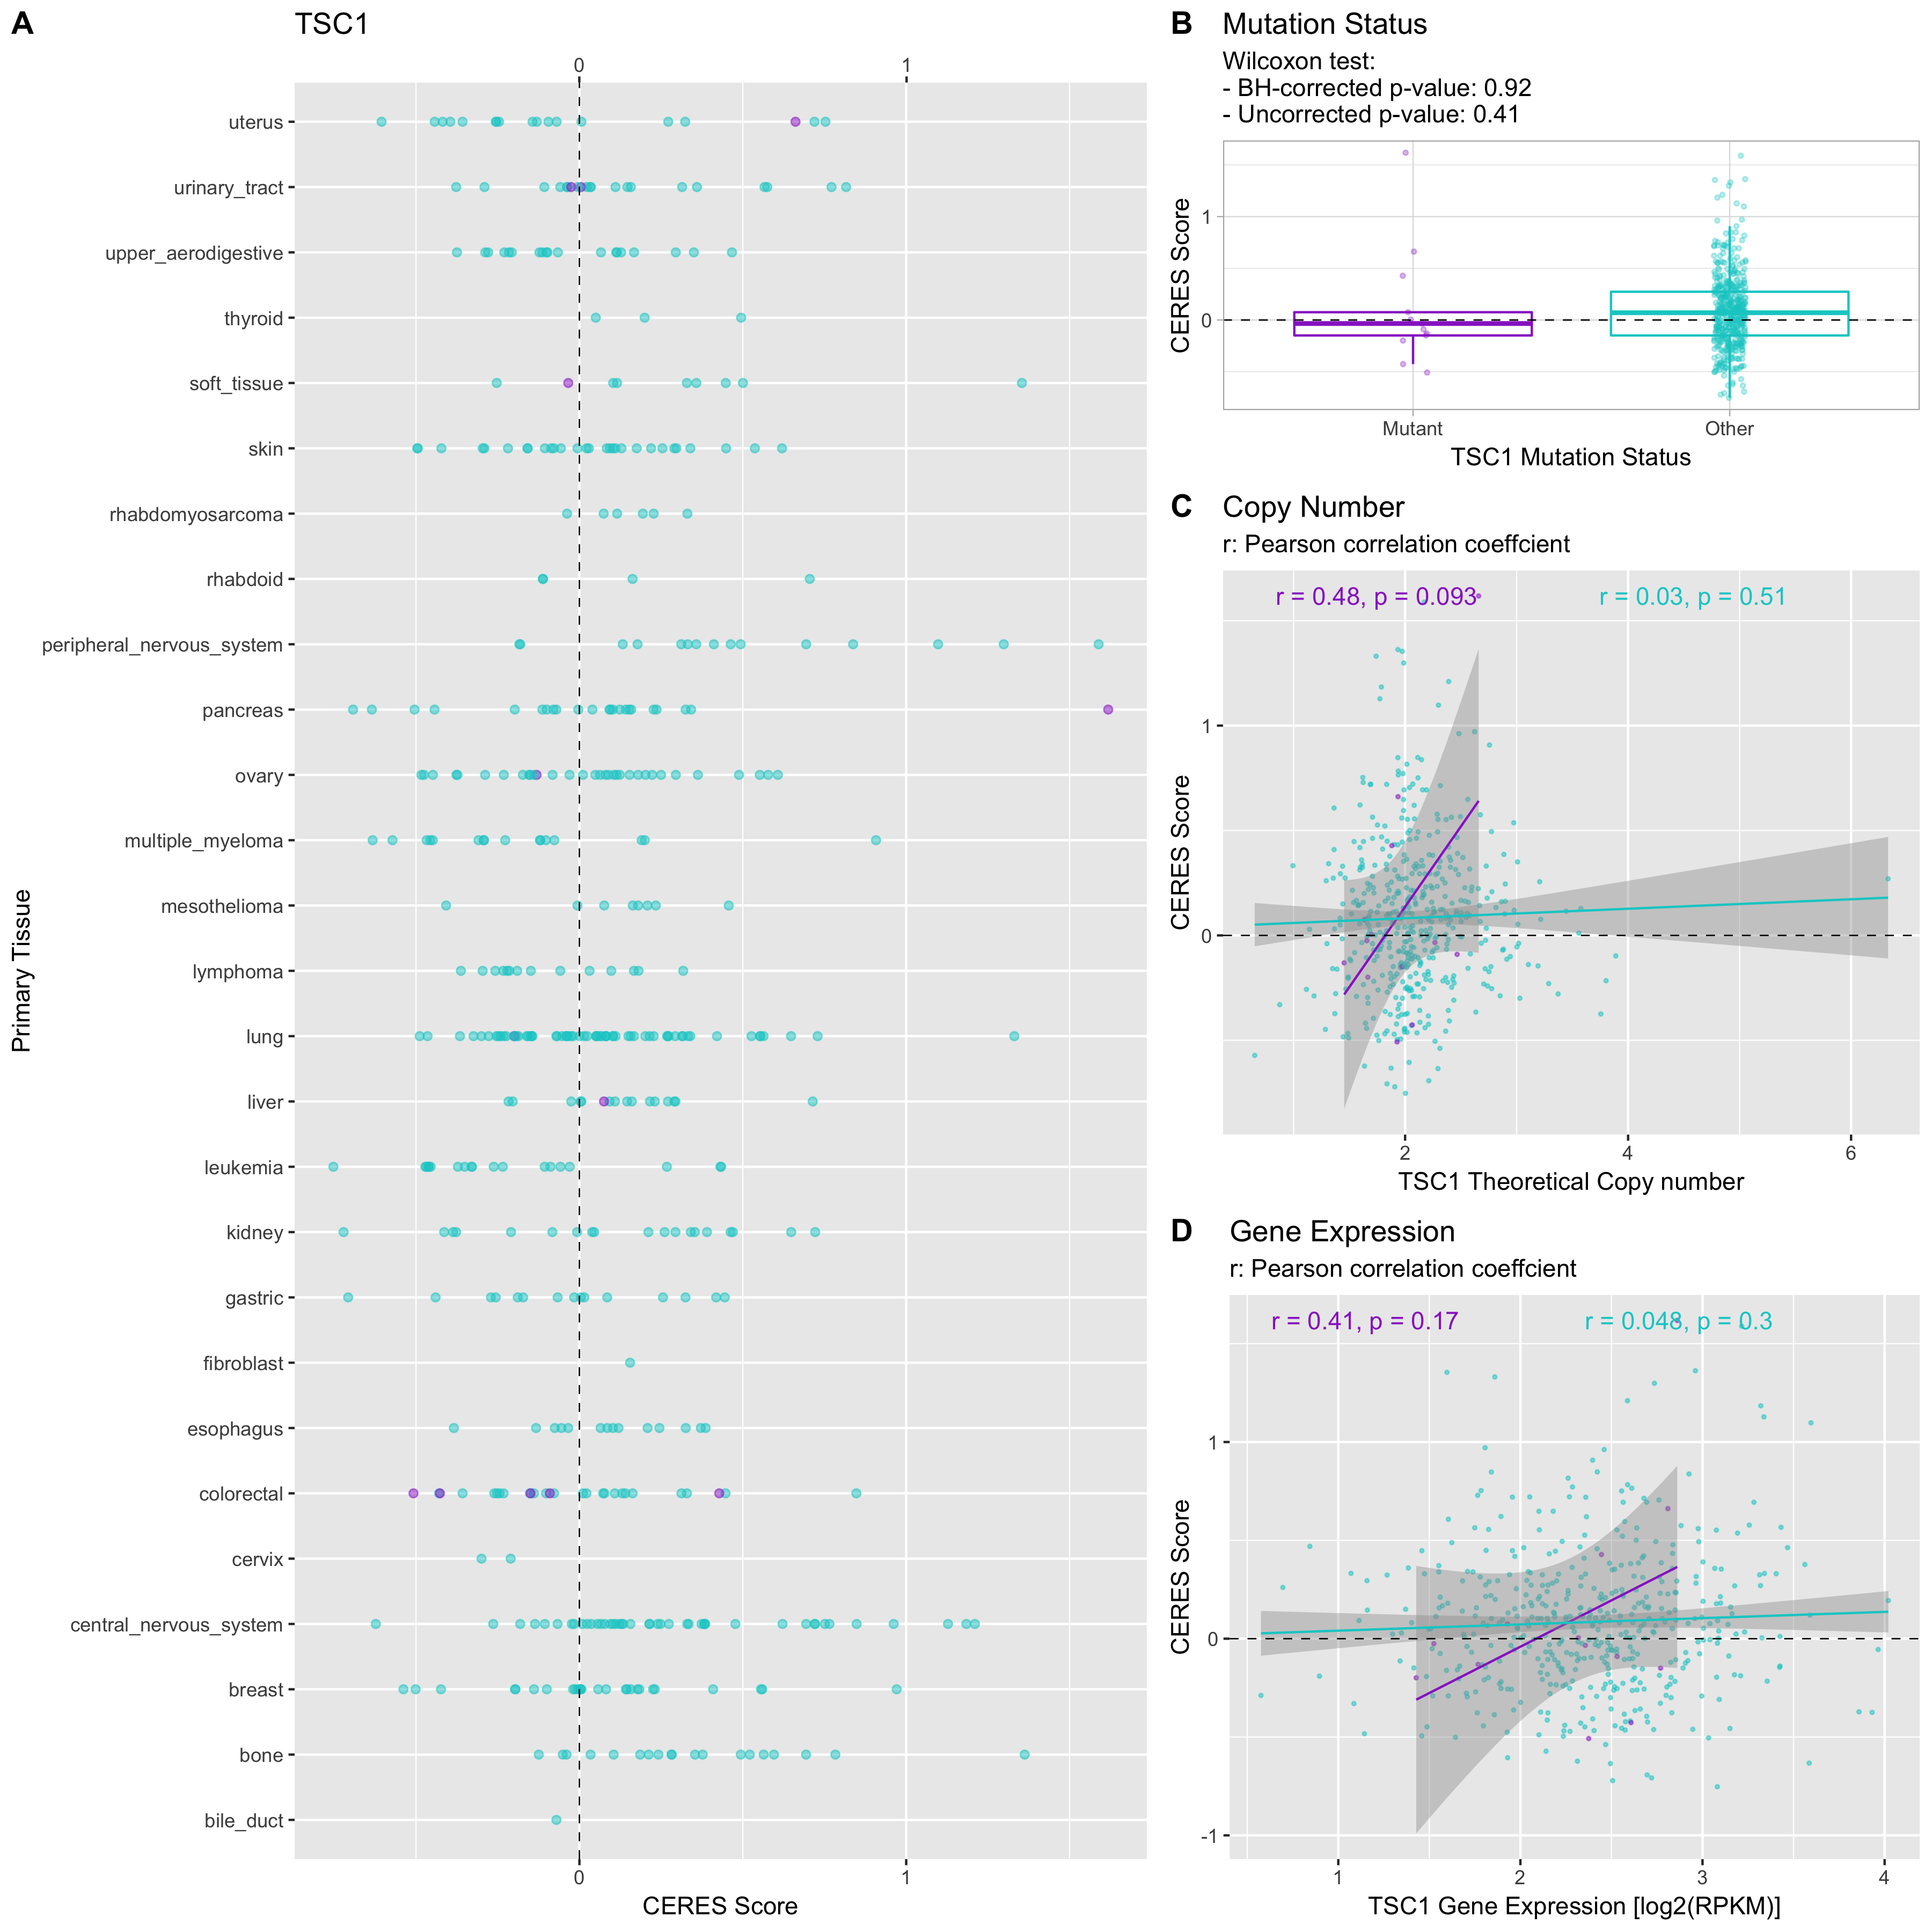 A
TSC1
0 1
uterus
urinary_tract
upper_aerodigestive
thyroid
soft_tissue
skin
rhabdomyosarcoma
rhabdoid
peripheral_nervous_system
pancreas
ovary
multiple_myeloma
mesothelioma
lymphoma
lung
liver
leukemia
kidney
gastric
fibroblast
esophagus
colorectal
cervix
central_nervous_system
breast
bone
bile_duct
Primary Tissue
0 1
CERES Score
B Mutation Status
Wilcoxon test:
- BH-corrected p-value: 0.92
- Uncorrected p-value: 0.41
1
0
CERES Score
Mutant Other
TSC1 Mutation Status
C Copy Number
r: Pearson correlation coeffcient
r = 0.48, p = 0.093 r = 0.03, p = 0.51
1
0
CERES Score
2 4 6
TSC1 Theoretical Copy number
D Gene Expression
r: Pearson correlation coeffcient
r = 0.41, p = 0.17 r = 0.048, p = 0.3
1
0
-1
CERES Score
1 2 3 4
TSC1 Gene Expression [log2(RPKM)]